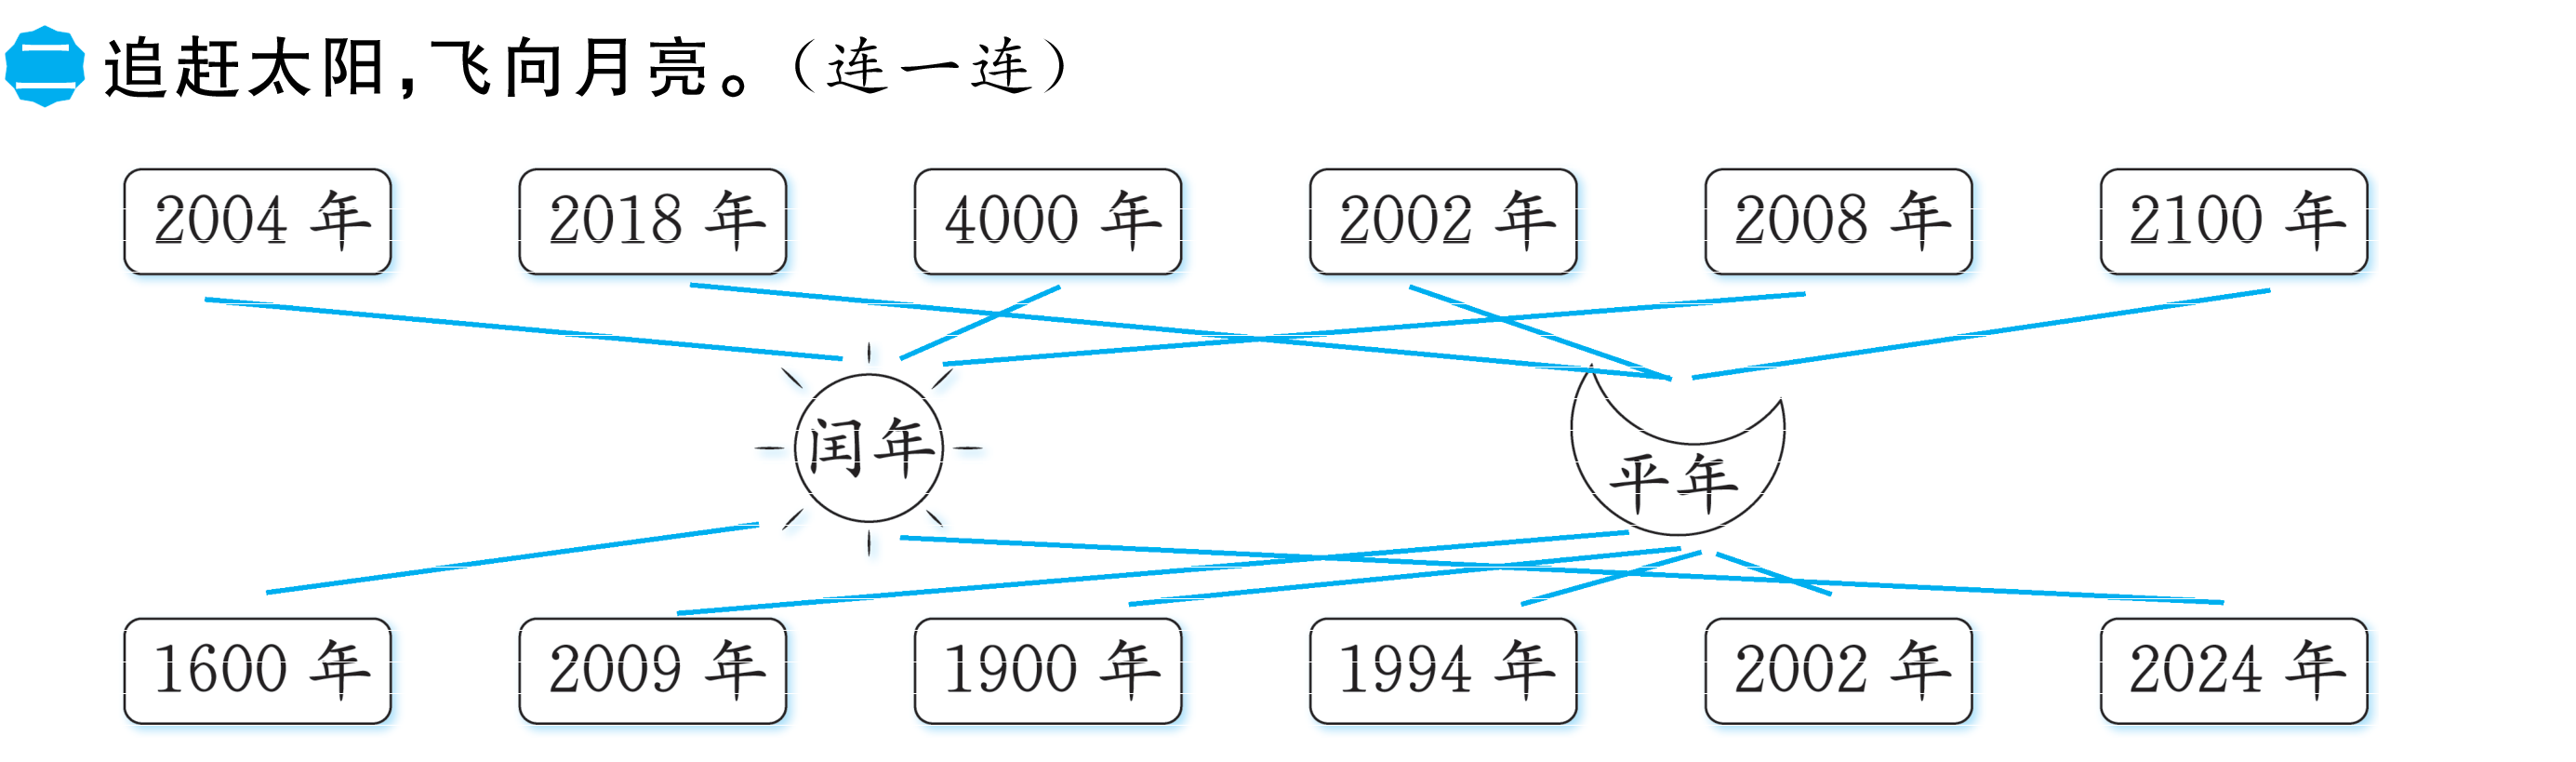 二 追赶太阳,飞向月亮。(连一连)
2004 年 2018 年 4000 年 2002 年 2008 年 2100 年
闰年 平年
1600 年 2009 年 1900 年 1994 年 2002 年 2024 年